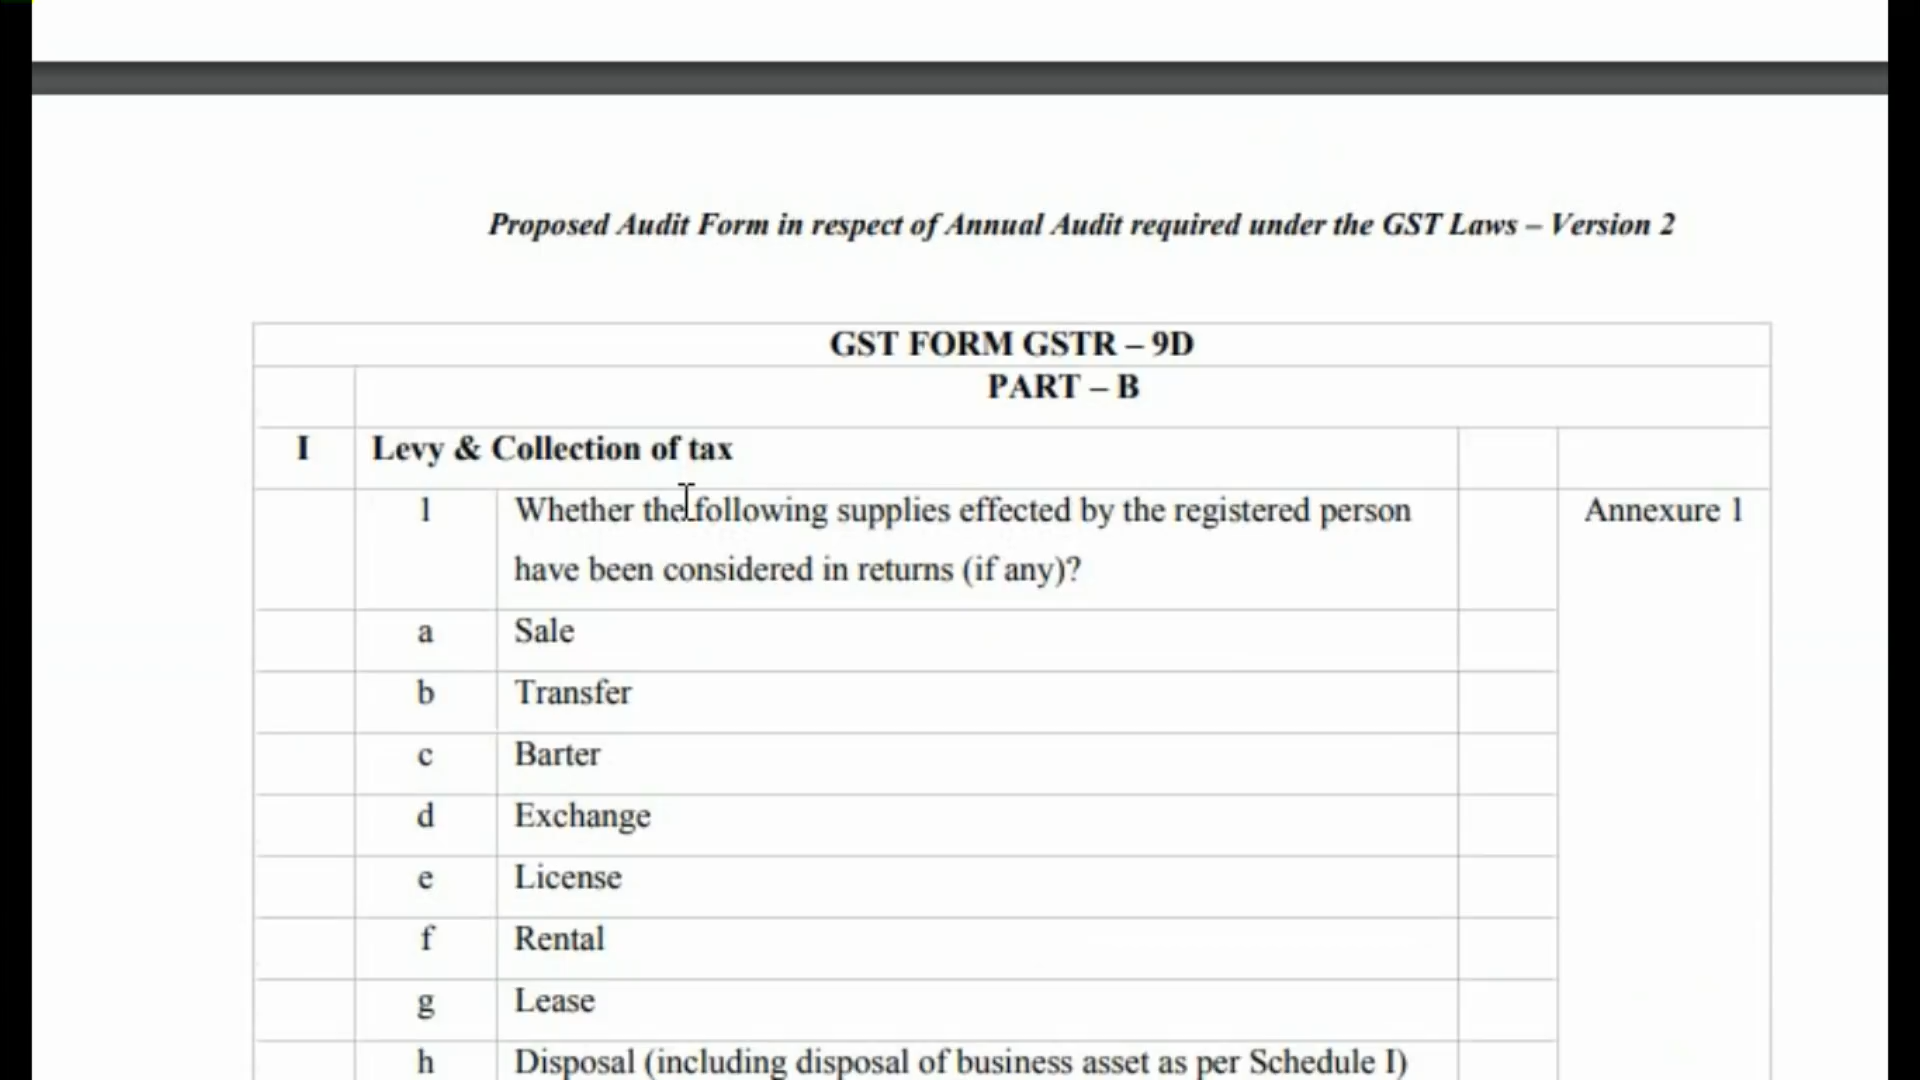 Proposed Audit Form in respect of Annual Audit required under the GST Laws – Version 2
GST FORM GSTR – 9D
PART – B
I Levy & Collection of tax
1 Whether the following supplies effected by the registered person Annexure 1
have been considered in returns (if any)?
a Sale
b Transfer
c Barter
d Exchange
e License
f Rental
g Lease
h Disposal (including disposal of business asset as per Schedule I)